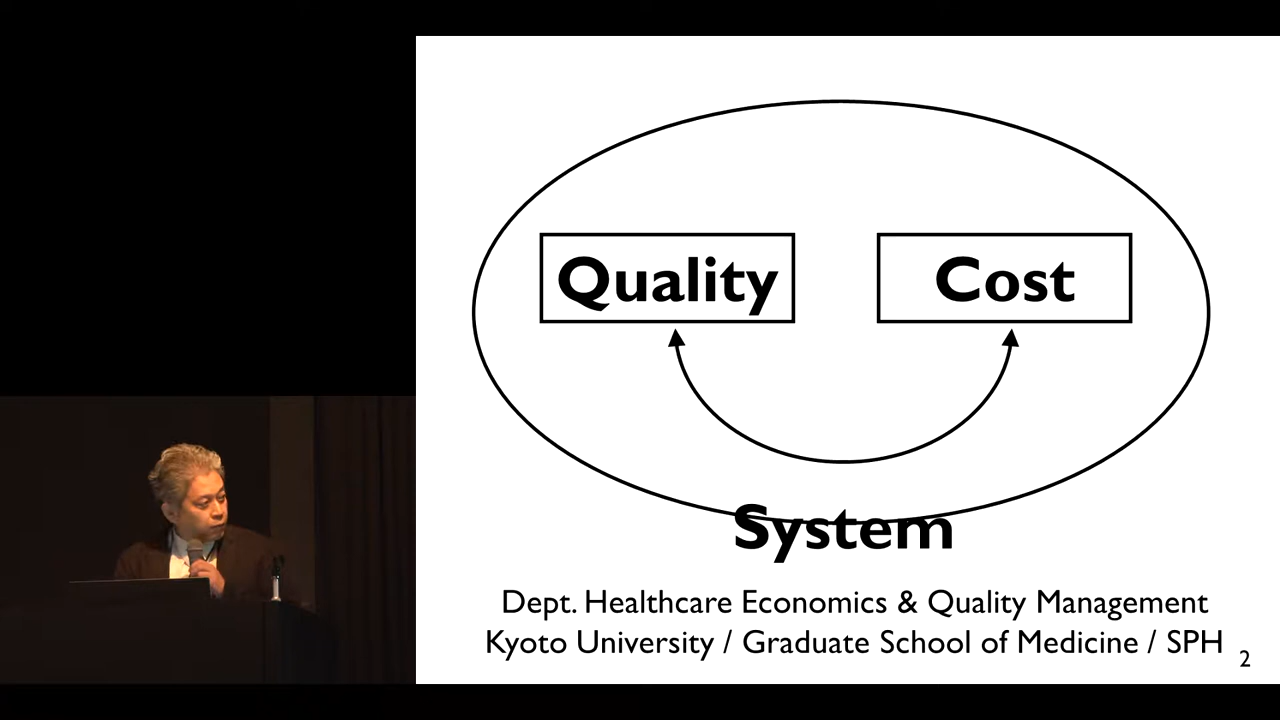 Quality
Cost
System
Dept. Healthcare Economics & Quality Management
Kyoto University / Graduate School of Medicine / SPH
2